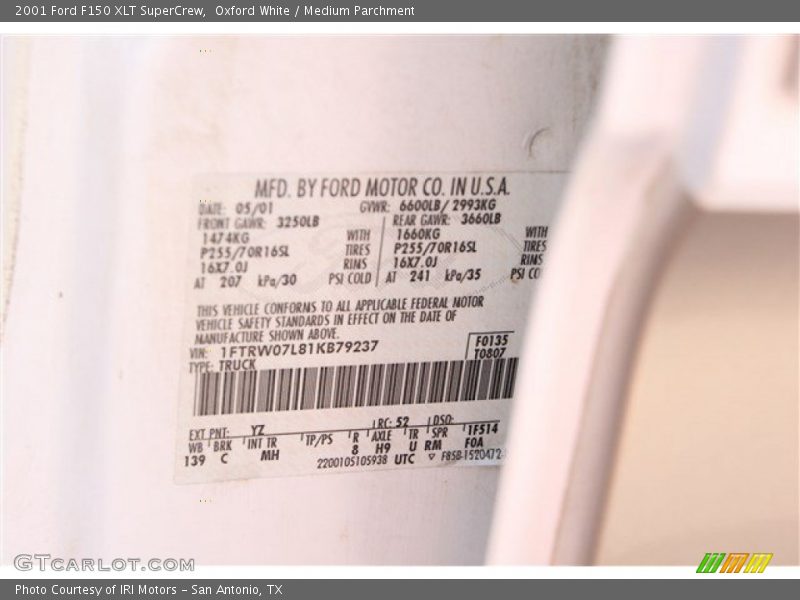 2001 Ford F150 XLT SuperCrew,  Oxford White / Medium Parchment
MFD. BY FORD MOTOR CO. IN U.S.A.
DATE: 05/01 GVWR: 6600LB/ 2993KG
FRONT GAWR: 3250LB REAR GAWR: 3660LB
1474KG WITH 1660KG WITH
P255/70R16SL TIRES P255/70R16SL TIRES
16X7.0J RIMS 16X7.0J RIMS
AT 207 kPa/30 PSI COLD AT 241 kPa/35 PSI CO
THIS VEHICLE CONFORMS TO ALL APPLICABLE FEDERAL MOTOR
VEHICLE SAFETY STANDARDS IN EFFECT ON THE DATE OF
MANUFACTURE SHOWN ABOVE.
VIN: 1FTRW07L81KB79237 F0135
TYPE: TRUCK T0807
EXT PNT: YZ RC: 52 DSO:
WB BRK INT TR TP/PS R AXLE TR SPR 1F514
139 C MH 8 H9 U RM F0A
2200105105938 UTC ▽ F85B-1520472-
GTCARLOT.COM
Photo Courtesy of IRI Motors – San Antonio, TX